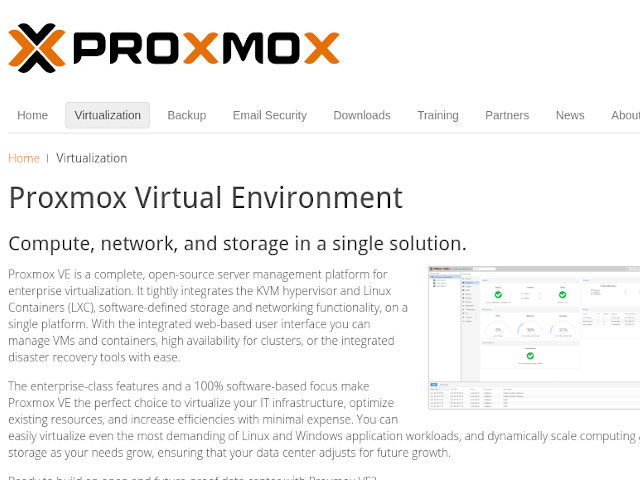 PROXMOX
Home Virtualization Backup Email Security Downloads Training Partners News About
Home | Virtualization
Proxmox Virtual Environment
Compute, network, and storage in a single solution.
Proxmox VE is a complete, open-source server management platform for
enterprise virtualization. It tightly integrates the KVM hypervisor and Linux
Containers (LXC), software-defined storage and networking functionality, on a
single platform. With the integrated web-based user interface you can
manage VMs and containers, high availability for clusters, or the integrated
disaster recovery tools with ease.
The enterprise-class features and a 100% software-based focus make
Proxmox VE the perfect choice to virtualize your IT infrastructure, optimize
existing resources, and increase efficiencies with minimal expense. You can
easily virtualize even the most demanding of Linux and Windows application workloads, and dynamically scale computing
storage as your needs grow, ensuring that your data center adjusts for future growth.